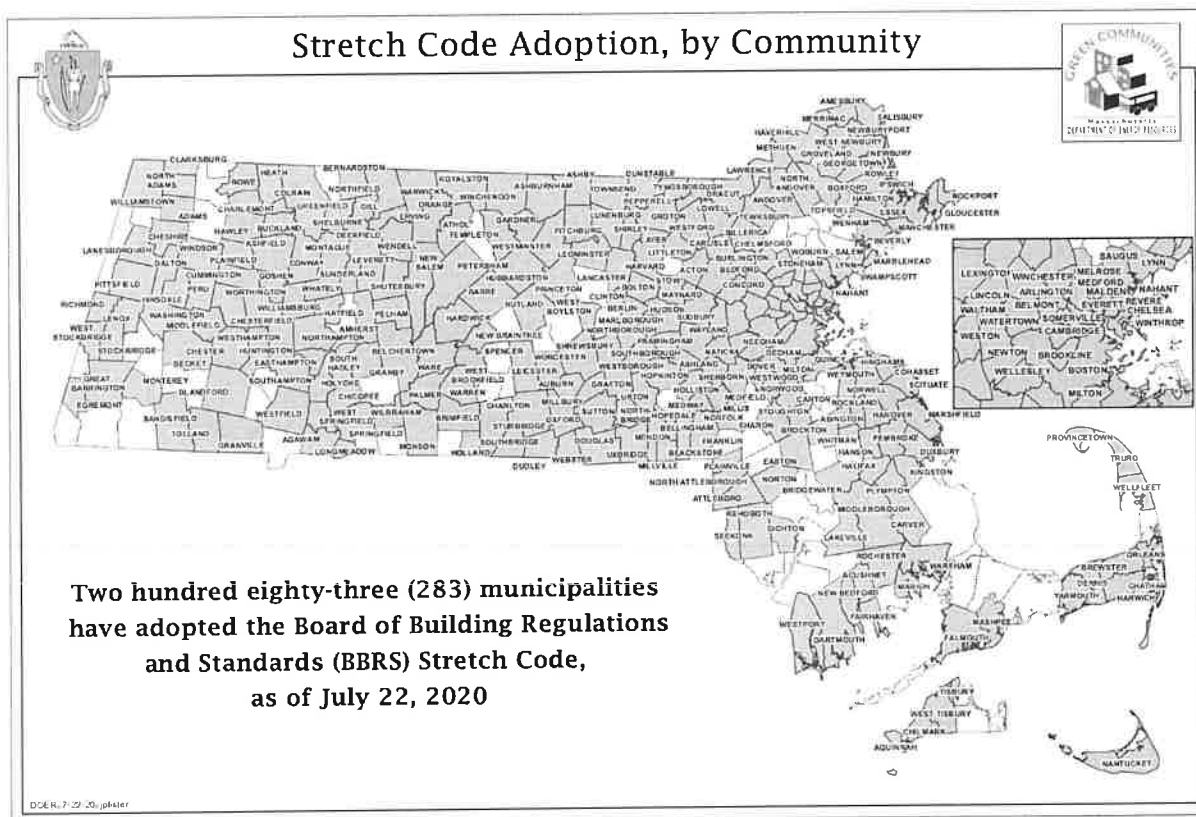 Stretch Code Adoption, by Community
GREEN COMMUNITIES
Massachusetts
DEPARTMENT OF ENERGY RESOURCES
AMESBURY
MERRIMAC SALISBURY
HAVERHILL NEWBURYPORT
METHUEN WEST NEWBURY
GROVELAND NEWBURY
GEORGETOWN
CLARKSBURG
NORTH ADAMS
ROWE
HEATH
BERNARDSTON
COLRAIN
NORTHFIELD
WARWICK
ROYALSTON
WINCHENDON
ASHBURNHAM
ASHBY
TOWNSEND
DUNSTABLE
PEPPERELL
TYNGSBOROUGH
DRACUT
LAWRENCE
NORTH ANDOVER
ANDOVER
BOXFORD
ROWLEY
IPSWICH
HAMILTON
ROCKPORT
GLOUCESTER
ESSEX
MANCHESTER
WENHAM
TOPSFIELD
BEVERLY
WILLIAMSTOWN
ADAMS
CHARLEMONT
GREENFIELD
GILL
SHELBURNE
ERVING
ORANGE
ATHOL
TEMPLETON
GARDNER
LUNENBURG
GROTON
LOWELL
TEWKSBURY
CHESHIRE
HAWLEY
BUCKLAND
DEERFIELD
ASHFIELD
MONTAGUE
WENDELL
WESTMINSTER
FITCHBURG
SHIRLEY
WESTFORD
BILLERICA
AYER
CARLISLE
CHELMSFORD
WOBURN
SALEM
MARBLEHEAD
LANESBOROUGH
WINDSOR
DALTON
PLAINFIELD
CONWAY
LEVERETT
NEW SALEM
PETERSHAM
LEOMINSTER
LITTLETON
BURLINGTON
STONEHAM
LYNN
SWAMPSCOTT
CUMMINGTON
GOSHEN
SUNDERLAND
HUBBARDSTON
LANCASTER
HARVARD
ACTON
BEDFORD
PITTSFIELD
PERU
WORTHINGTON
WHATELY
SHUTESBURY
BARRE
PRINCETON
BOLTON
STOW
CONCORD
NAHANT
RICHMOND
HINSDALE
WILLIAMSBURG
RUTLAND
WEST BOYLSTON
CLINTON
MAYNARD
LENOX
WASHINGTON
CHESTERFIELD
HATFIELD
PELHAM
HARDWICK
BERLIN
HUDSON
SUDBURY
MIDDLEFIELD
AMHERST
MARLBOROUGH
WEST STOCKBRIDGE
WESTHAMPTON
NORTHAMPTON
NEW BRAINTREE
NORTHBOROUGH
WAYLAND
STOCKBRIDGE
CHESTER
HUNTINGTON
SOUTH HADLEY
BELCHERTOWN
SPENCER
SHREWSBURY
FRAMINGHAM
NEEDHAM
BECKET
EASTHAMPTON
GRANBY
WARE
WEST BROOKFIELD
LEICESTER
WORCESTER
SOUTHBOROUGH
WESTBOROUGH
NATICK
ASHLAND
DEDHAM
DOVER
MILTON
QUINCY
HINGHAM
GREAT BARRINGTON
MONTEREY
BLANDFORD
SOUTHAMPTON
HOLYOKE
CHICOPEE
PALMER
WARREN
AUBURN
GRAFTON
HOPKINTON
SHERBORN
WESTWOOD
WEYMOUTH
COHASSET
SCITUATE
EGREMONT
SANDISFIELD
WESTFIELD
WEST SPRINGFIELD
WILBRAHAM
BRIMFIELD
CHARLTON
MILLBURY
UPTON
HOLLISTON
MEDFIELD
NORWOOD
NORWELL
TOLLAND
GRANVILLE
AGAWAM
SPRINGFIELD
LONGMEADOW
MONSON
HOLLAND
STURBRIDGE
SOUTHBRIDGE
OXFORD
SUTTON
NORTHBRIDGE
HOPEDALE
MEDWAY
MILLIS
NORFOLK
CANTON
STOUGHTON
ROCKLAND
ABINGTON
HANOVER
MARSHFIELD
DUDLEY
WEBSTER
DOUGLAS
UXBRIDGE
MENDON
BELLINGHAM
BLACKSTONE
MILLVILLE
FRANKLIN
SHARON
BROCKTON
WHITMAN
HANSON
PEMBROKE
DUXBURY
PLAINVILLE
EASTON
HALIFAX
KINGSTON
NORTH ATTLEBOROUGH
NORTON
BRIDGEWATER
PLYMPTON
ATTLEBORO
MIDDLEBOROUGH
REHOBOTH
DIGHTON
CARVER
SEEKONK
LAKEVILLE
ROCHESTER
ACUSHNET
WAREHAM
MARION
NEW BEDFORD
WESTPORT
FAIRHAVEN
DARTMOUTH
FALMOUTH
MASHPEE
PROVINCETOWN
TRURO
WELLFLEET
ORLEANS
BREWSTER
DENNIS
CHATHAM
YARMOUTH
HARWICH
TISBURY
WEST TISBURY
CHILMARK
AQUINNAH
NANTUCKET
SAUGUS
LYNN
LEXINGTON
WINCHESTER
MELROSE
MEDFORD
MALDEN
NAHANT
LINCOLN
ARLINGTON
EVERETT
REVERE
CHELSEA
WALTHAM
BELMONT
WINTHROP
WATERTOWN
SOMERVILLE
CAMBRIDGE
WESTON
NEWTON
BROOKLINE
WELLESLEY
BOSTON
MILTON
Two hundred eighty-three (283) municipalities
have adopted the Board of Building Regulations
and Standards (BBRS) Stretch Code,
as of July 22, 2020